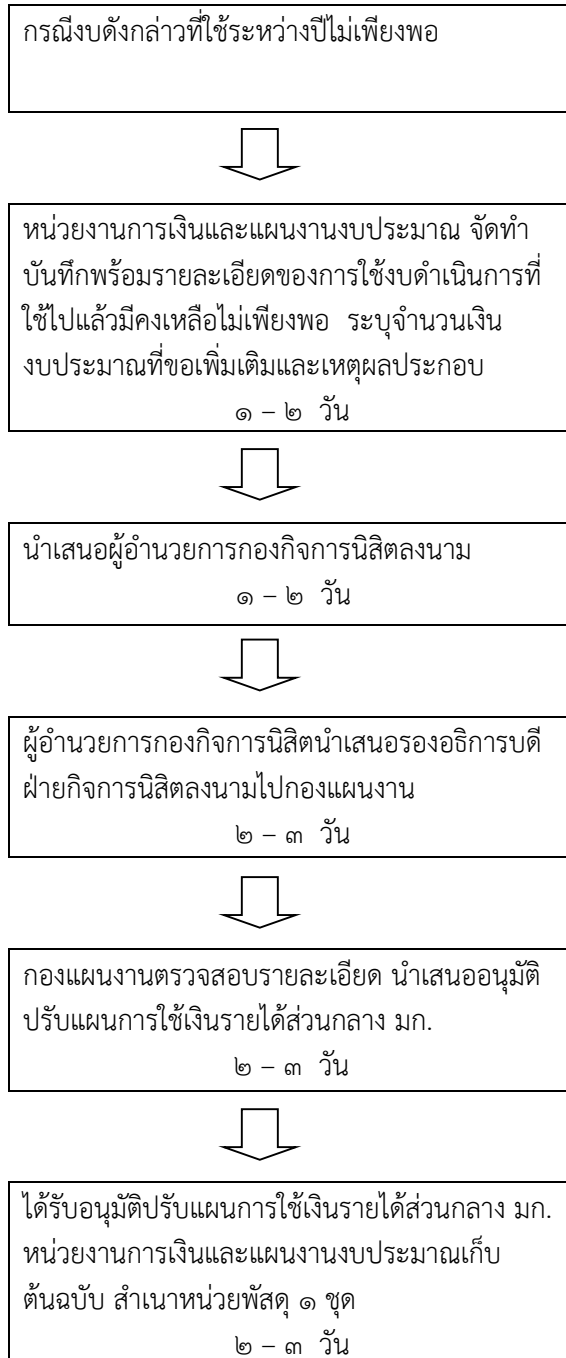 กรณีงบดังกล่าวที่ใช้ระหว่างปีไม่เพียงพอ
หน่วยงานการเงินและแผนงานงบประมาณ จัดทำ
บันทึกพร้อมรายละเอียดของการใช้งบดำเนินการที่
ใช้ไปแล้วมีคงเหลือไม่เพียงพอ ระบุจำนวนเงิน
งบประมาณที่ขอเพิ่มเติมและเหตุผลประกอบ
๑ – ๒ วัน
นำเสนอผู้อำนวยการกองกิจการนิสิตลงนาม
๑ – ๒ วัน
ผู้อำนวยการกองกิจการนิสิตนำเสนอรองอธิการบดี
ฝ่ายกิจการนิสิตลงนามไปกองแผนงาน
๒ – ๓ วัน
กองแผนงานตรวจสอบรายละเอียด นำเสนออนุมัติ
ปรับแผนการใช้เงินรายได้ส่วนกลาง มก.
๒ – ๓ วัน
ได้รับอนุมัติปรับแผนการใช้เงินรายได้ส่วนกลาง มก.
หน่วยงานการเงินและแผนงานงบประมาณเก็บ
ต้นฉบับ สำเนาหน่วยพัสดุ ๑ ชุด
๒ – ๓ วัน